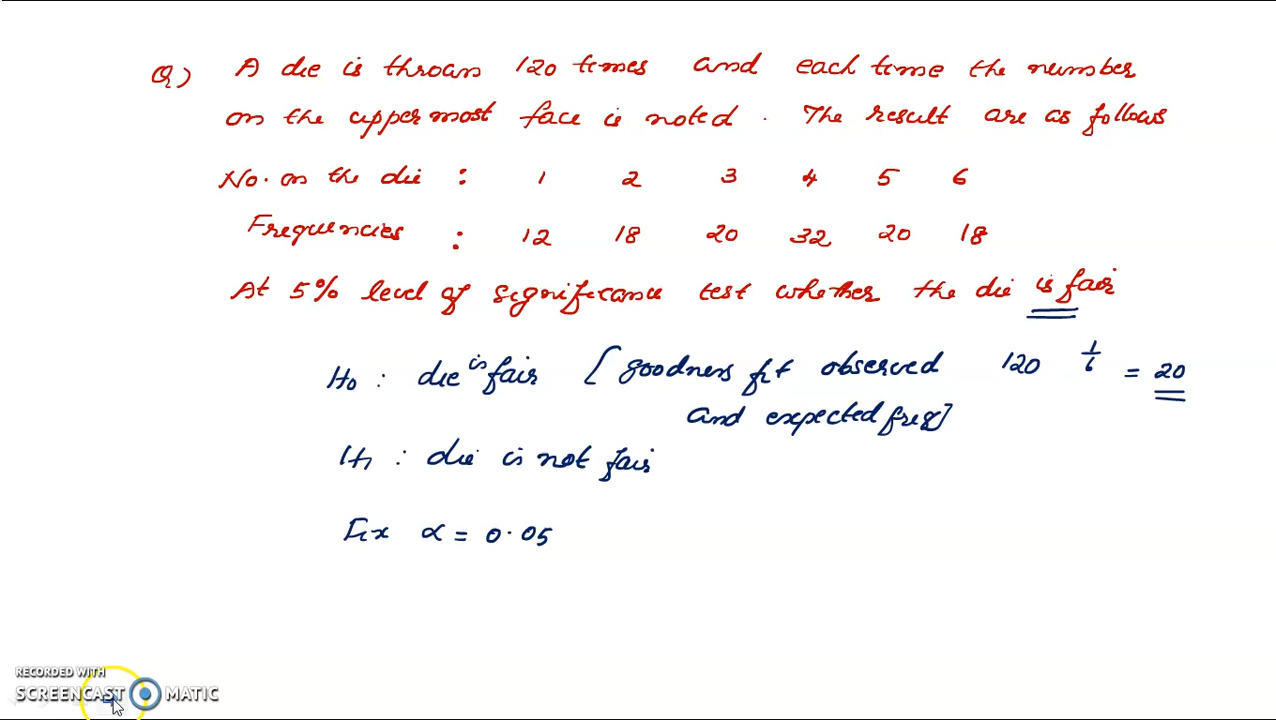 Q) A die is thrown 120 times and each time the number
on the uppermost face is noted. The result are as follows
No. on the die : 1 2 3 4 5 6
Frequencies : 12 18 20 32 20 18
At 5% level of significance test whether the die is fair
H₀ : die is fair [goodness fit observed 120 1/6 = 20
and expected freq]
H₁ : die is not fair
Fix α = 0.05
RECORDED WITH
SCREENCAST MATIC